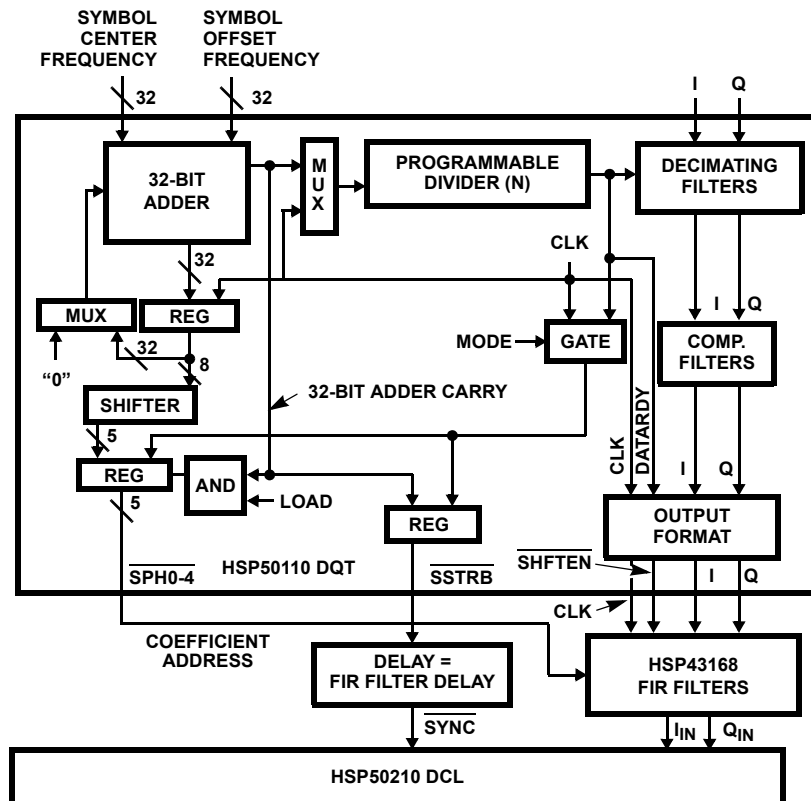 SYMBOL
CENTER
FREQUENCY
SYMBOL
OFFSET
FREQUENCY
32
32
I
Q
32-BIT
ADDER
M
U
X
PROGRAMMABLE
DIVIDER (N)
DECIMATING
FILTERS
32
CLK
MUX
REG
I
Q
MODE
GATE
COMP.
FILTERS
"0"
32
8
SHIFTER
32-BIT ADDER CARRY
5
CLK
DATARDY
REG
AND
I
Q
LOAD
5
REG
OUTPUT
FORMAT
SPH0-4
HSP50110 DQT
SSTRB
SHFTEN
I
Q
CLK
COEFFICIENT
ADDRESS
DELAY =
FIR FILTER DELAY
HSP43168
FIR FILTERS
SYNC
IIN
QIN
HSP50210 DCL